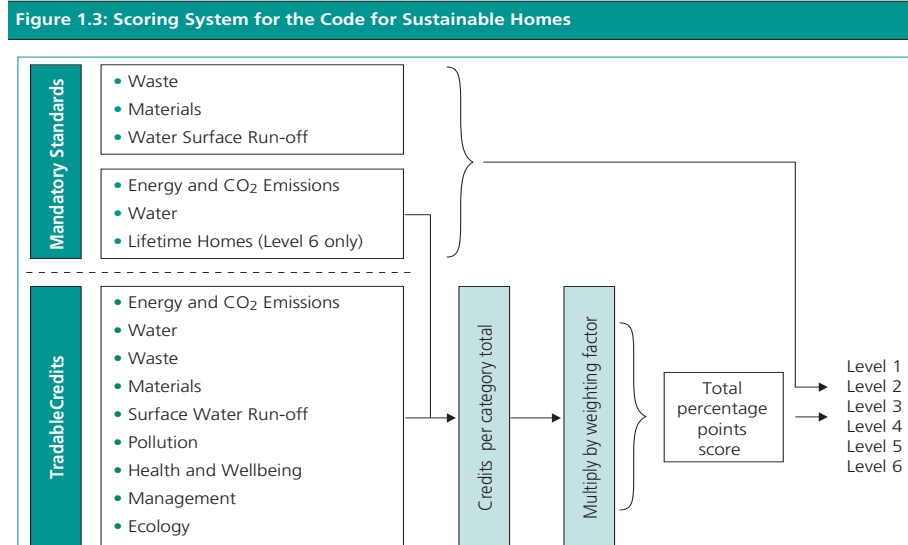 Figure 1.3: Scoring System for the Code for Sustainable Homes
Mandatory Standards
• Waste
• Materials
• Water Surface Run-off
• Energy and CO2 Emissions
• Water
• Lifetime Homes (Level 6 only)
TradableCredits
• Energy and CO2 Emissions
• Water
• Waste
• Materials
• Surface Water Run-off
• Pollution
• Health and Wellbeing
• Management
• Ecology
Credits per category total
Multiply by weighting factor
Total
percentage
points
score
Level 1
Level 2
Level 3
Level 4
Level 5
Level 6